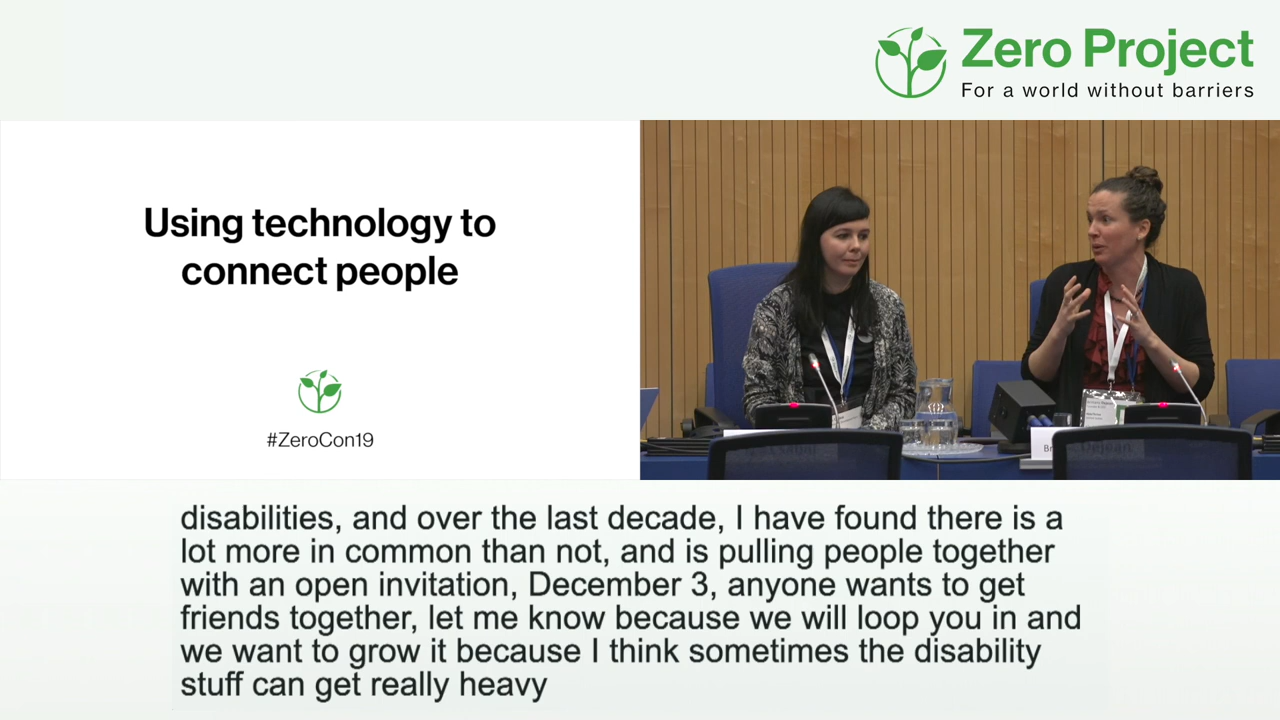 Zero Project
For a world without barriers
Using technology to
connect people
#ZeroCon19
disabilities, and over the last decade, I have found there is a
lot more in common than not, and is pulling people together
with an open invitation, December 3, anyone wants to get
friends together, let me know because we will loop you in and
we want to grow it because I think sometimes the disability
stuff can get really heavy